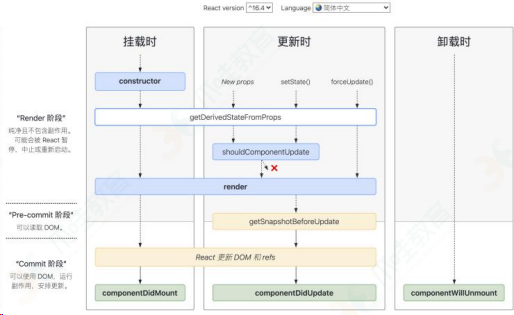 React version ^16.4 Language 简体中文
挂载时 更新时 卸载时
constructor New props setState() forceUpdate()
"Render 阶段"
纯净且不包含副作用。
可能会被 React 暂
停、中止或重新启动。
getDerivedStateFromProps
shouldComponentUpdate
render
"Pre-commit 阶段"
可以读取 DOM。
getSnapshotBeforeUpdate
"Commit 阶段"
可以使用 DOM,运行
副作用,安排更新。
React 更新 DOM 和 refs
componentDidMount componentDidUpdate componentWillUnmount